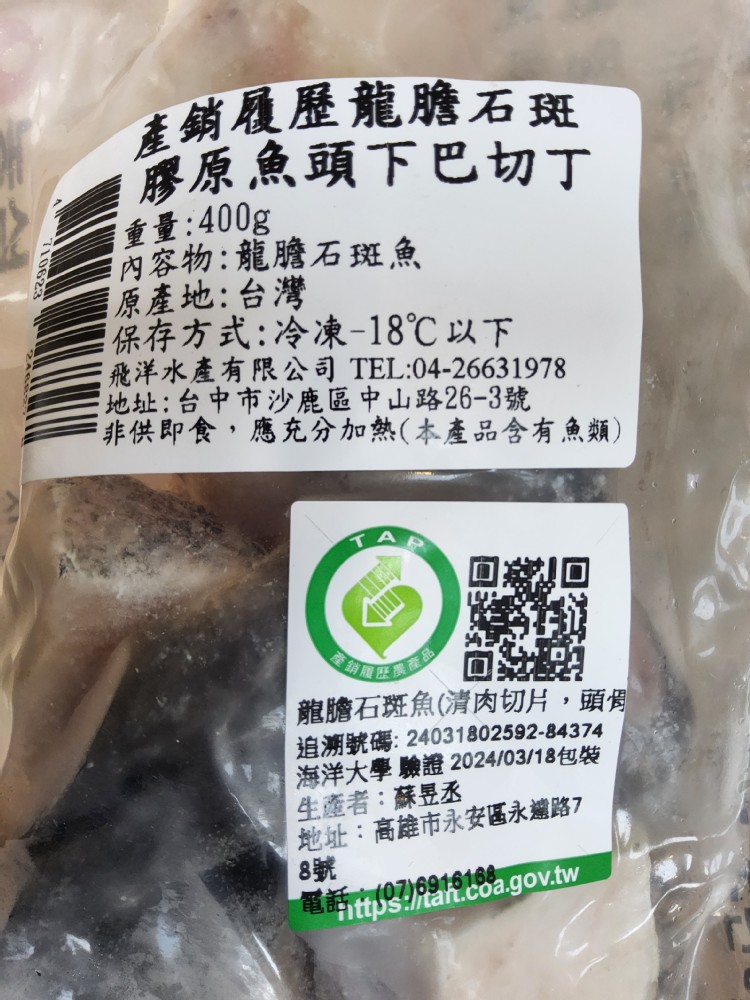 產銷履歷龍膽石斑
膠原魚頭下巴切丁
重量:400g
內容物:龍膽石斑魚
原產地:台灣
保存方式:冷凍-18℃以下
飛洋水產有限公司 TEL:04-26631978
地址:台中市沙鹿區中山路26-3號
非供即食，應充分加熱(本產品含有魚類)
4 710623
TAP
產銷履歷農產品
龍膽石斑魚(清肉切片，頭骨
追溯號碼: 24031802592-84374
海洋大學 驗證 2024/03/18包裝
生產者：蘇昱丞
地址：高雄市永安區永達路7
8號
電話：(07)6916168
https://taft.coa.gov.tw